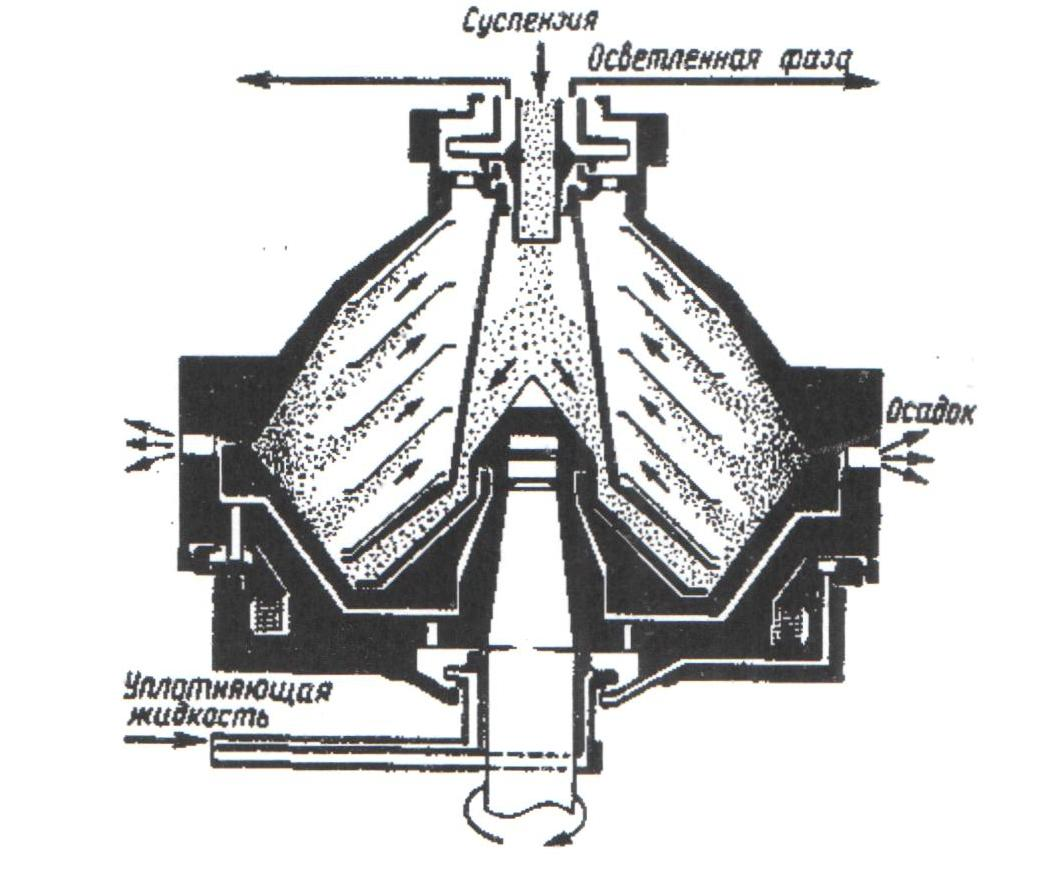 Суспензия
Осветленная фаза
Осадок
Уплотняющая
жидкость